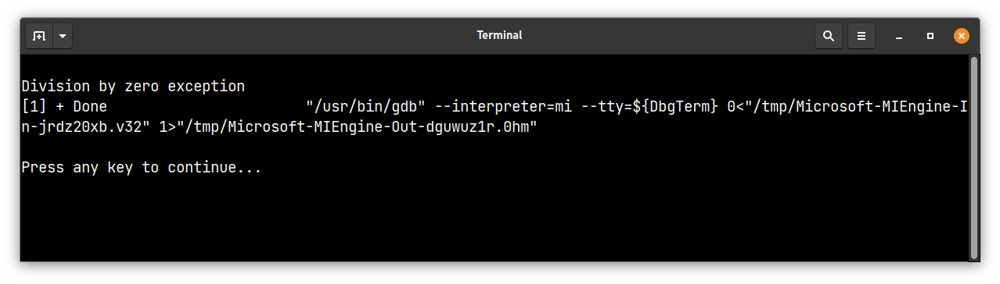 Terminal
Division by zero exception
[1] + Done                       "/usr/bin/gdb" --interpreter=mi --tty=${DbgTerm} 0<"/tmp/Microsoft-MIEngine-I
n-jrdz20xb.v32" 1>"/tmp/Microsoft-MIEngine-Out-dguwuz1r.0hm"
Press any key to continue...